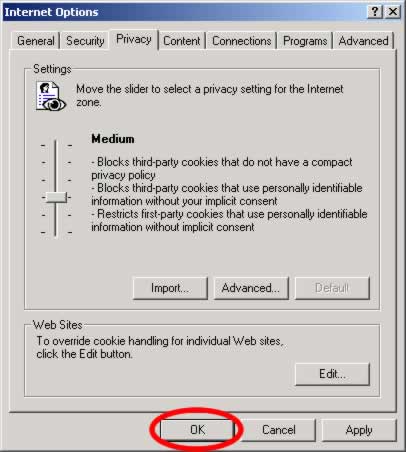 Internet Options
General Security Privacy Content Connections Programs Advanced
Settings
Move the slider to select a privacy setting for the Internet
zone.
Medium
- Blocks third-party cookies that do not have a compact
privacy policy
- Blocks third-party cookies that use personally identifiable
information without your implicit consent
- Restricts first-party cookies that use personally identifiable
information without implicit consent
Import... Advanced... Default
Web Sites
To override cookie handling for individual Web sites,
click the Edit button.
Edit...
OK Cancel Apply